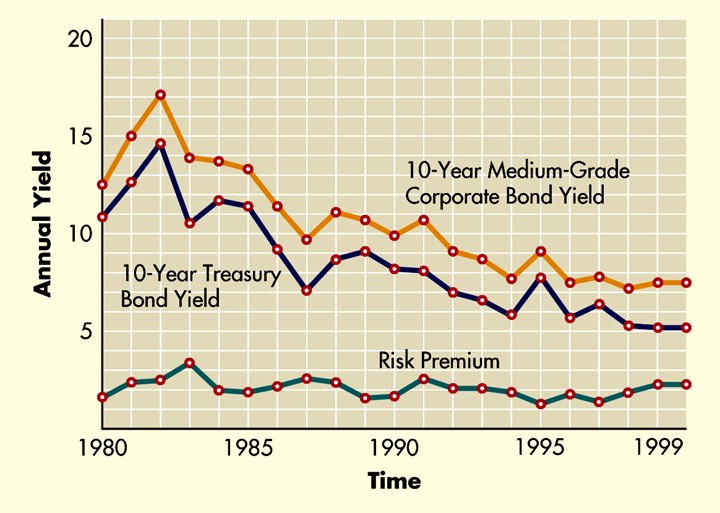 20
15
10
5
Annual Yield
10-Year Medium-Grade
Corporate Bond Yield
10-Year Treasury
Bond Yield
Risk Premium
1980 1985 1990 1995 1999
Time